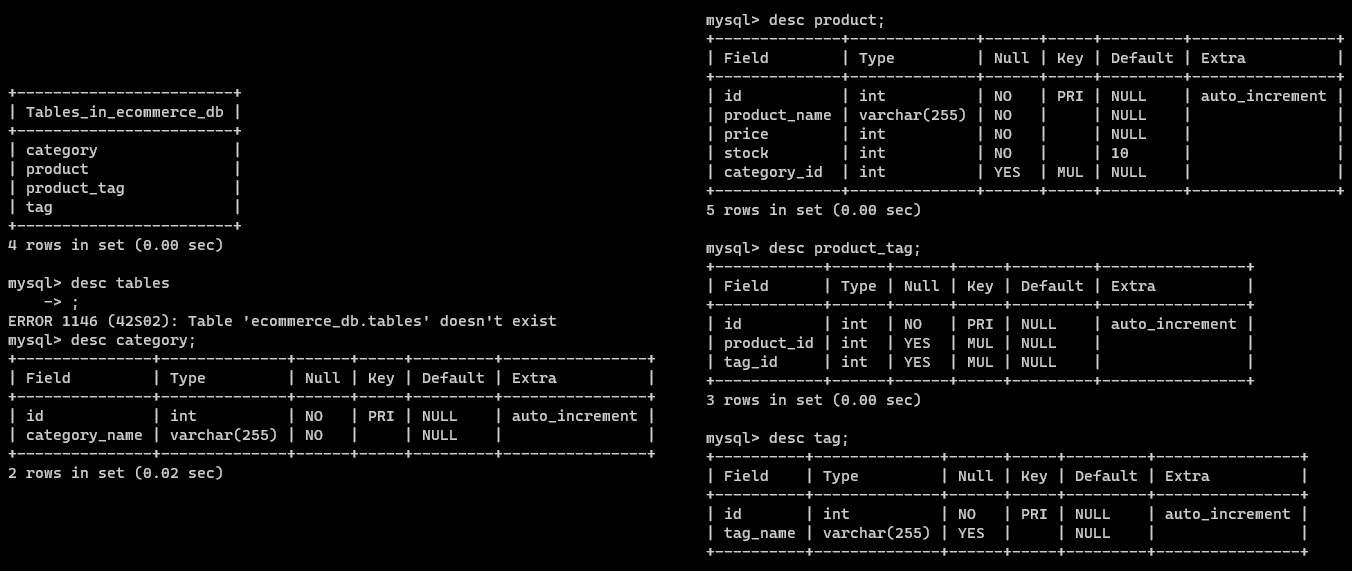 +------------------------+
| Tables_in_ecommerce_db |
+------------------------+
| category               |
| product                |
| product_tag            |
| tag                    |
+------------------------+
4 rows in set (0.00 sec)

mysql> desc tables
    -> ;
ERROR 1146 (42S02): Table 'ecommerce_db.tables' doesn't exist
mysql> desc category;
+---------------+--------------+------+-----+---------+----------------+
| Field         | Type         | Null | Key | Default | Extra          |
+---------------+--------------+------+-----+---------+----------------+
| id            | int          | NO   | PRI | NULL    | auto_increment |
| category_name | varchar(255) | NO   |     | NULL    |                |
+---------------+--------------+------+-----+---------+----------------+
2 rows in set (0.02 sec)

mysql> desc product;
+--------------+--------------+------+-----+---------+----------------+
| Field        | Type         | Null | Key | Default | Extra          |
+--------------+--------------+------+-----+---------+----------------+
| id           | int          | NO   | PRI | NULL    | auto_increment |
| product_name | varchar(255) | NO   |     | NULL    |                |
| price        | int          | NO   |     | NULL    |                |
| stock        | int          | NO   |     | 10      |                |
| category_id  | int          | YES  | MUL | NULL    |                |
+--------------+--------------+------+-----+---------+----------------+
5 rows in set (0.00 sec)

mysql> desc product_tag;
+------------+------+------+-----+---------+----------------+
| Field      | Type | Null | Key | Default | Extra          |
+------------+------+------+-----+---------+----------------+
| id         | int  | NO   | PRI | NULL    | auto_increment |
| product_id | int  | YES  | MUL | NULL    |                |
| tag_id     | int  | YES  | MUL | NULL    |                |
+------------+------+------+-----+---------+----------------+
3 rows in set (0.00 sec)

mysql> desc tag;
+----------+--------------+------+-----+---------+----------------+
| Field    | Type         | Null | Key | Default | Extra          |
+----------+--------------+------+-----+---------+----------------+
| id       | int          | NO   | PRI | NULL    | auto_increment |
| tag_name | varchar(255) | YES  |     | NULL    |                |
+----------+--------------+------+-----+---------+----------------+